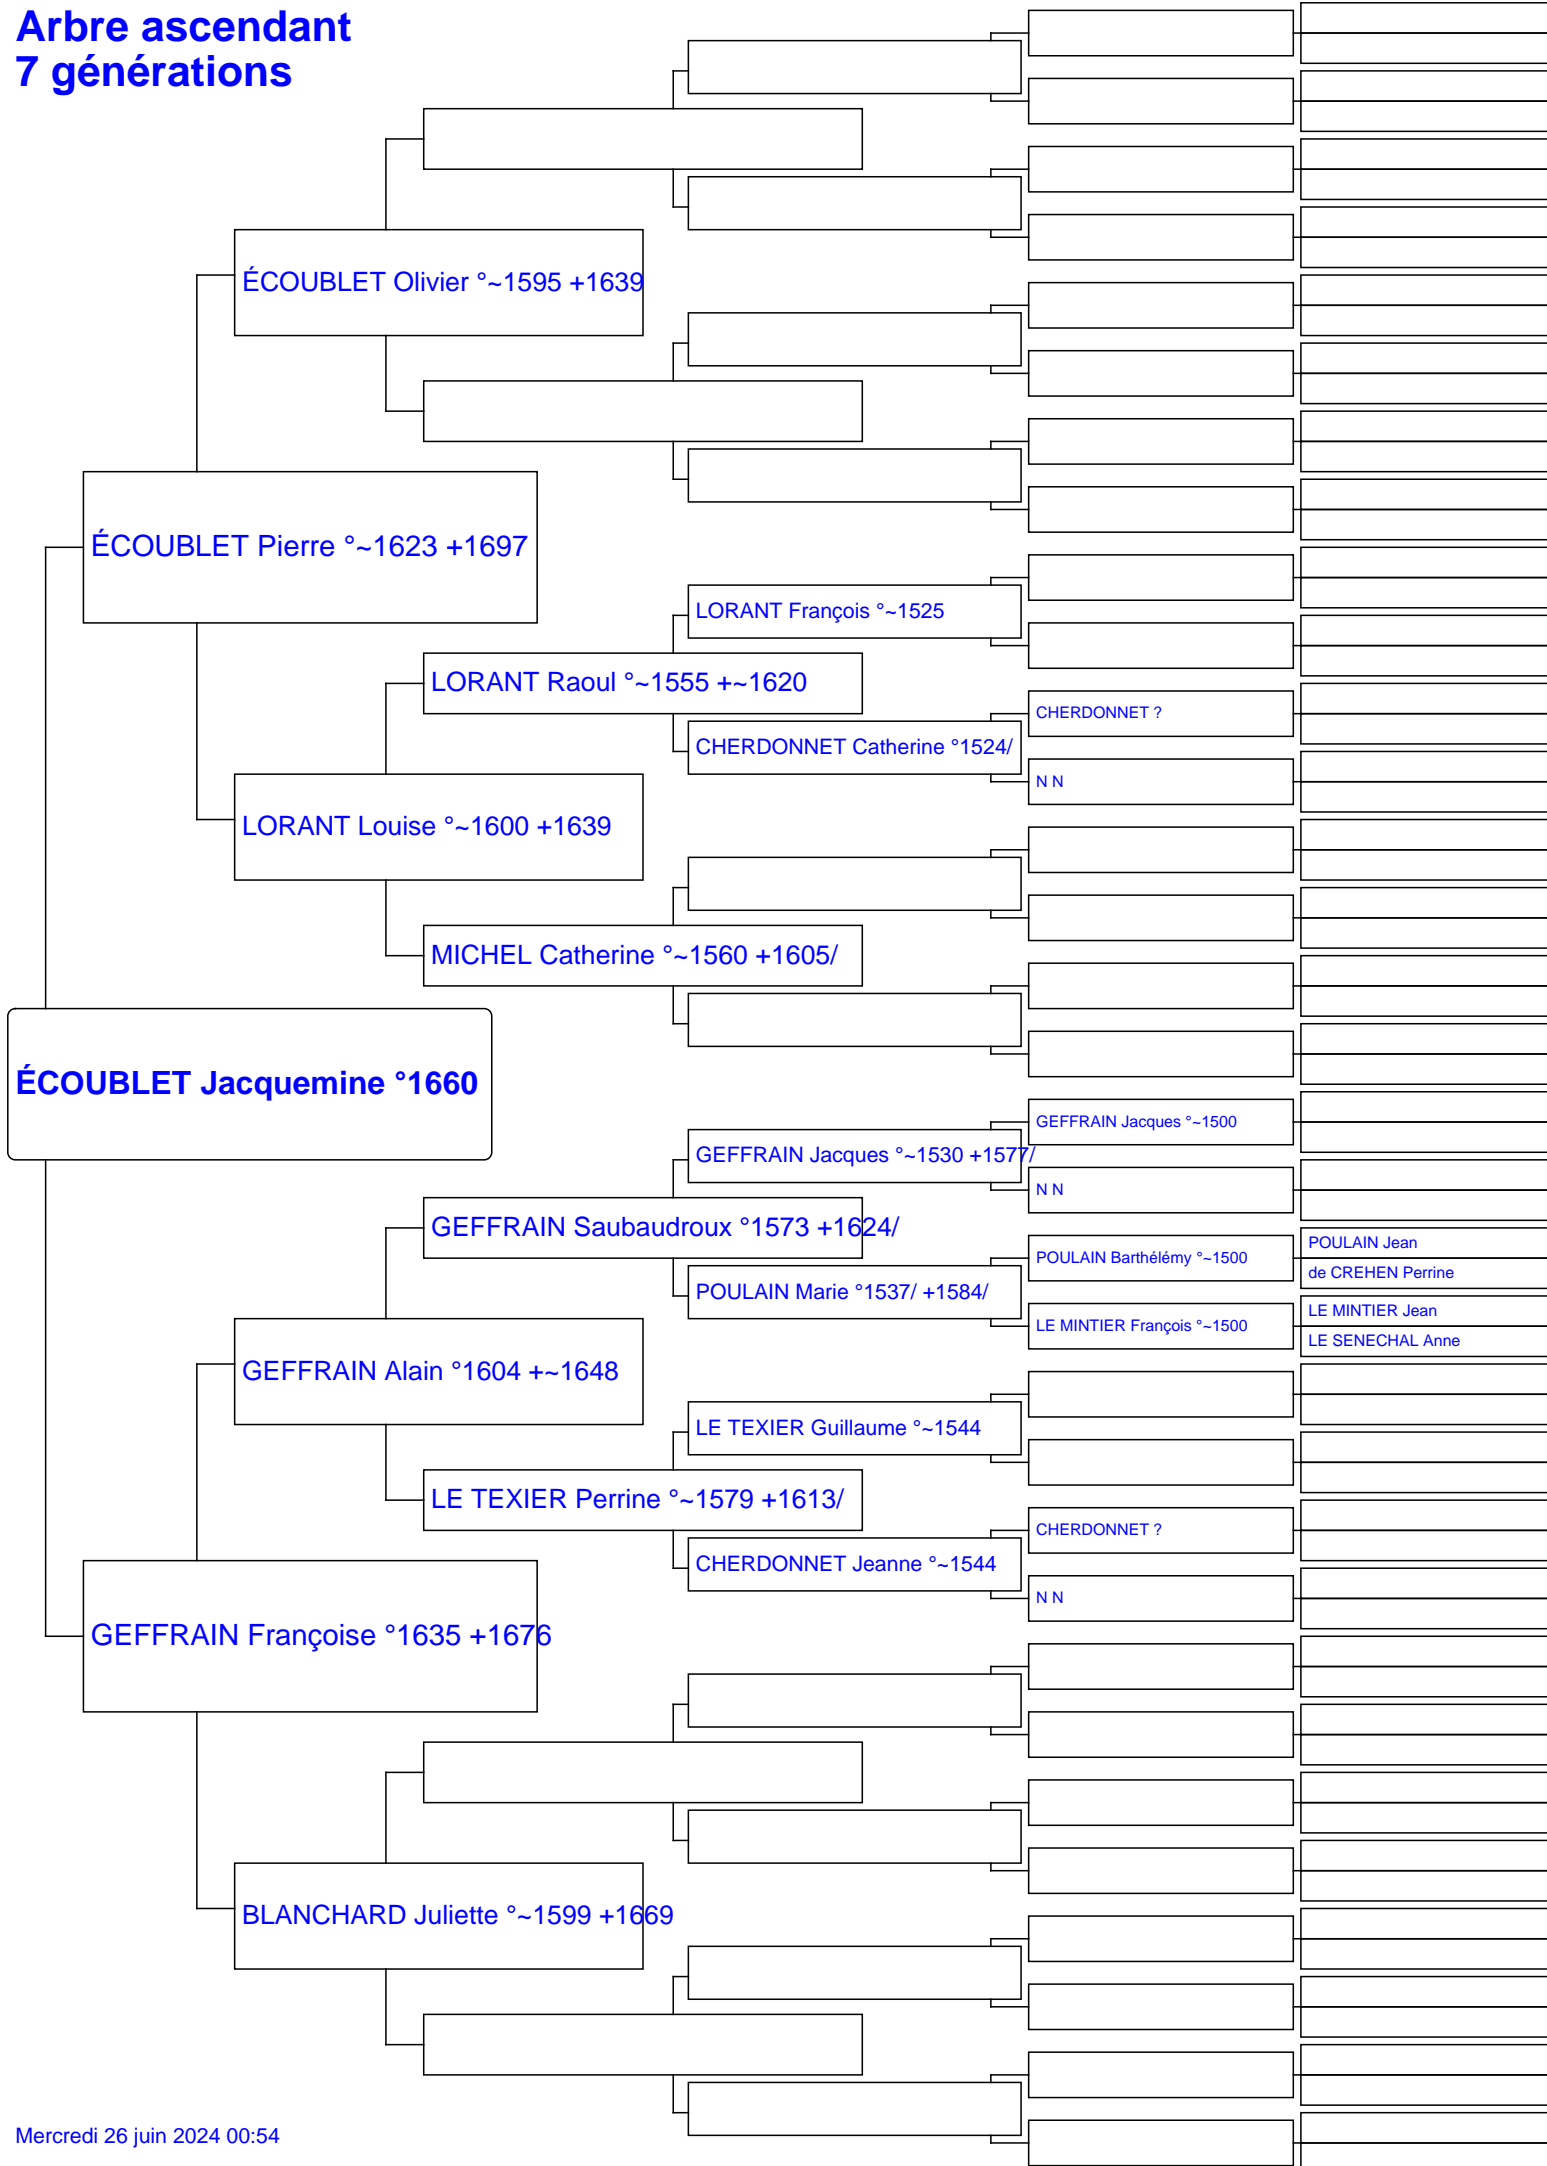 Arbre ascendant
7 générations
ÉCOUBLET Olivier °~1595 +1639
ÉCOUBLET Pierre °~1623 +1697
LORANT François °~1525
LORANT Raoul °~1555 +~1620
CHERDONNET ?
CHERDONNET Catherine °1524/
N N
LORANT Louise °~1600 +1639
MICHEL Catherine °~1560 +1605/
ÉCOUBLET Jacquemine °1660
GEFFRAIN Jacques °~1500
GEFFRAIN Jacques °~1530 +1577/
N N
GEFFRAIN Saubaudroux °1573 +1624/
POULAIN Jean
POULAIN Barthélémy °~1500
de CREHEN Perrine
POULAIN Marie °1537/ +1584/
LE MINTIER Jean
LE MINTIER François °~1500
LE SENECHAL Anne
GEFFRAIN Alain °1604 +~1648
LE TEXIER Guillaume °~1544
LE TEXIER Perrine °~1579 +1613/
CHERDONNET ?
CHERDONNET Jeanne °~1544
N N
GEFFRAIN Françoise °1635 +1676
BLANCHARD Juliette °~1599 +1669
Mercredi 26 juin 2024 00:54